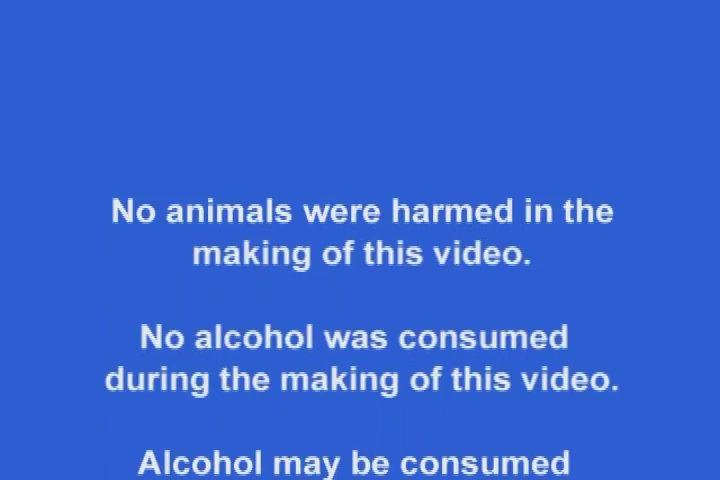 No animals were harmed in the
making of this video.
No alcohol was consumed
during the making of this video.
Alcohol may be consumed